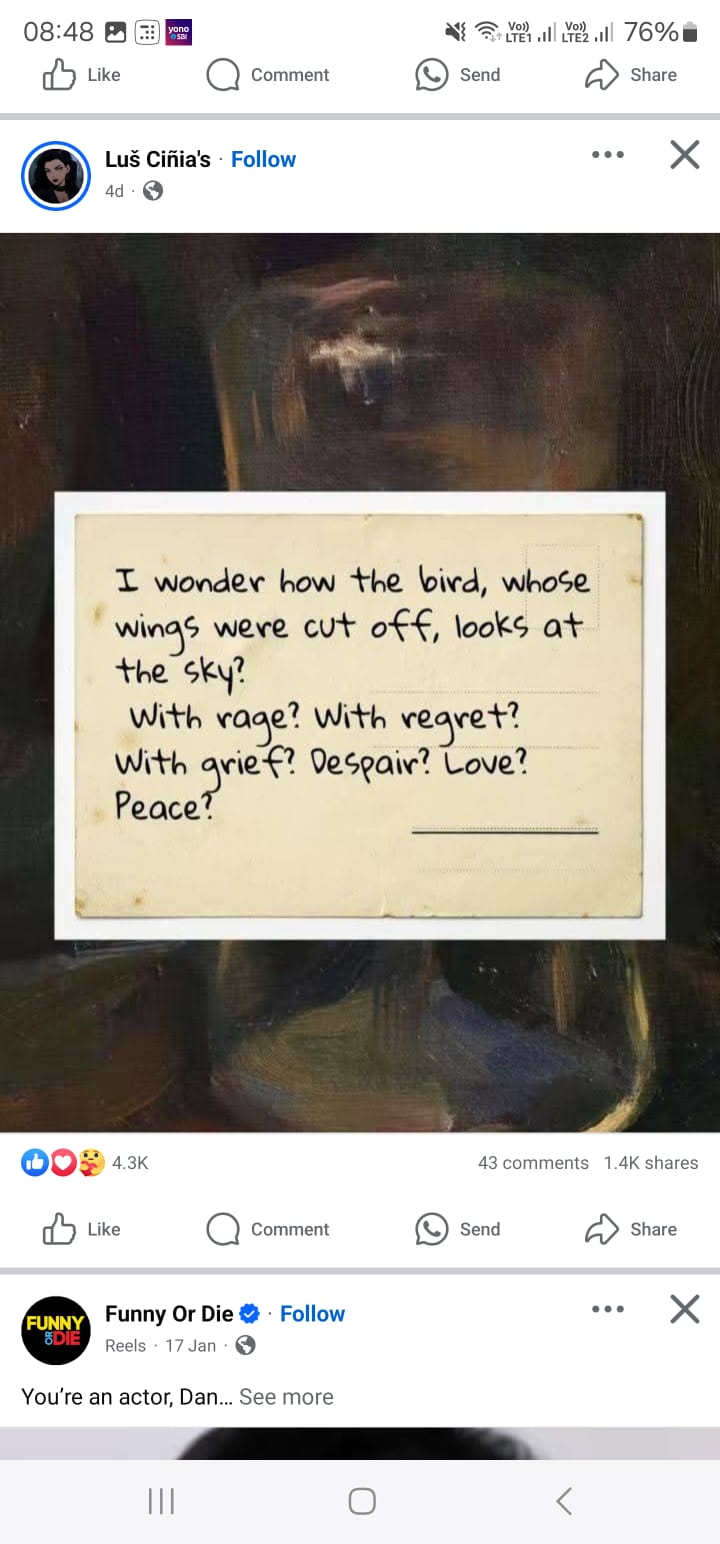 08:48 yono SBI Vo)) LTE1 Vo)) LTE2 76%
Like Comment Send Share
Luš Ciñia's · Follow
4d ·
I wonder how the bird, whose
wings were cut off, looks at
the sky?
With rage? With regret?
With grief? Despair? Love?
Peace?
4.3K 43 comments 1.4K shares
Like Comment Send Share
FUNNY OR DIE
Funny Or Die · Follow
Reels · 17 Jan ·
You're an actor, Dan... See more